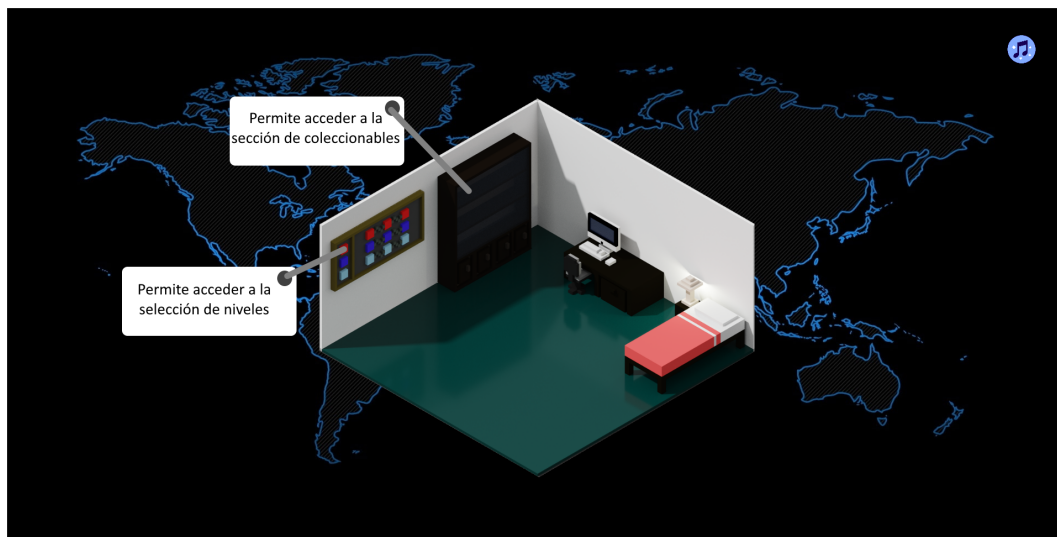 Permite acceder a la
sección de coleccionables
Permite acceder a la
selección de niveles